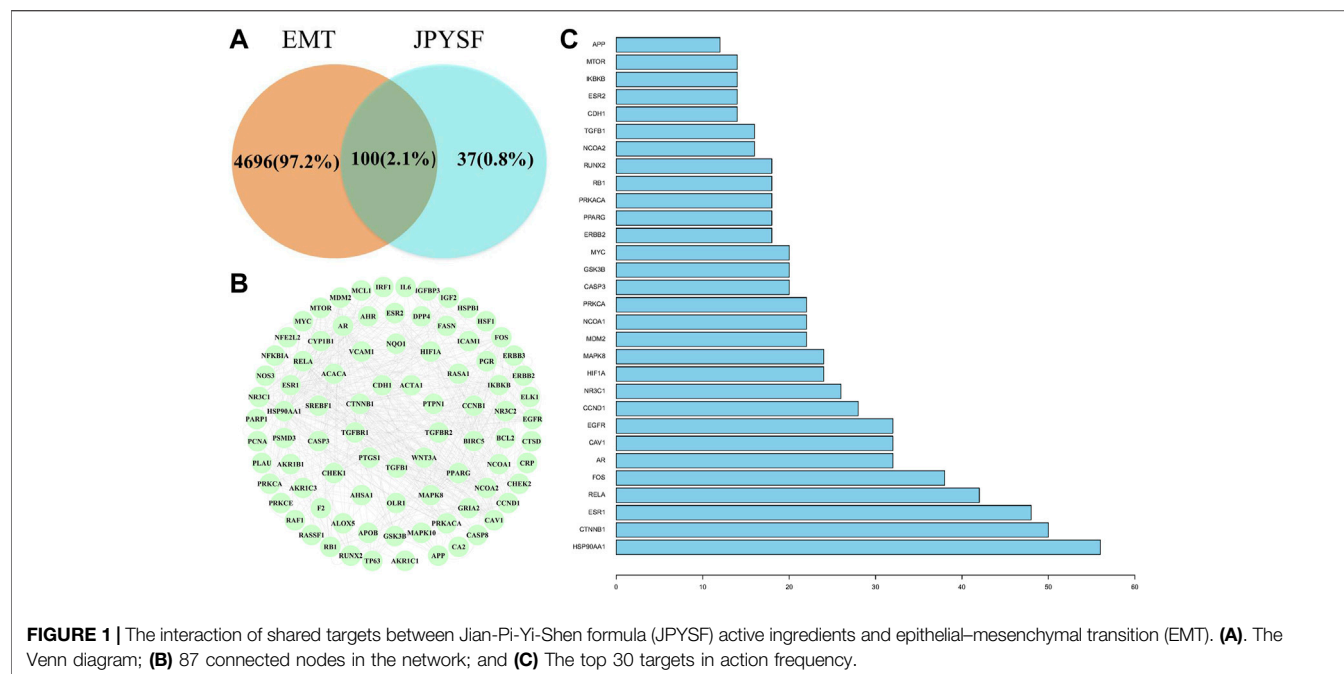 A
EMT
JPYSF
4696(97.2%)
100(2.1%)
37(0.8%)
B
MCL1
IRF1
IL6
IGFBP3
IGF2
HSPB1
HSF1
FOS
ERBB3
ERBB2
ELK1
EGFR
CTSD
CRP
CHEK2
CCND1
CAV1
CASP8
CA2
APP
AKR1C1
TP63
RUNX2
RB1
RASSF1
RAF1
PRKCE
PRKCA
PLAU
PCNA
PARP1
NR3C1
NOS3
NFKBIA
NFE2L2
MYC
MTOR
MDM2
AR
AHR
ESR2
DPP4
FASN
ICAM1
PGR
IKBKB
NR3C2
BCL2
NCOA1
NCOA2
GRIA2
PRKACA
MAPK10
GSK3B
APOB
ALOX5
F2
AKR1C3
AKR1B1
PSMD3
HSP90AA1
ESR1
RELA
CYP1B1
VCAM1
NQO1
HIF1A
RASA1
CCNB1
BIRC5
PPARG
MAPK8
OLR1
AHSA1
CHEK1
CASP3
SREBF1
ACACA
CDH1
ACTA1
PTPN1
TGFBR2
WNT3A
TGFB1
PTGS1
TGFBR1
CTNNB1
C
APP
MTOR
IKBKB
ESR2
CDH1
TGFB1
NCOA2
RUNX2
RB1
PRKACA
PPARG
ERBB2
MYC
GSK3B
CASP3
PRKCA
NCOA1
MDM2
MAPK8
HIF1A
NR3C1
CCND1
EGFR
CAV1
AR
FOS
RELA
ESR1
CTNNB1
HSP90AA1
0 10 20 30 40 50 60
FIGURE 1 | The interaction of shared targets between Jian-Pi-Yi-Shen formula (JPYSF) active ingredients and epithelial–mesenchymal transition (EMT). (A). The
Venn diagram; (B) 87 connected nodes in the network; and (C) The top 30 targets in action frequency.